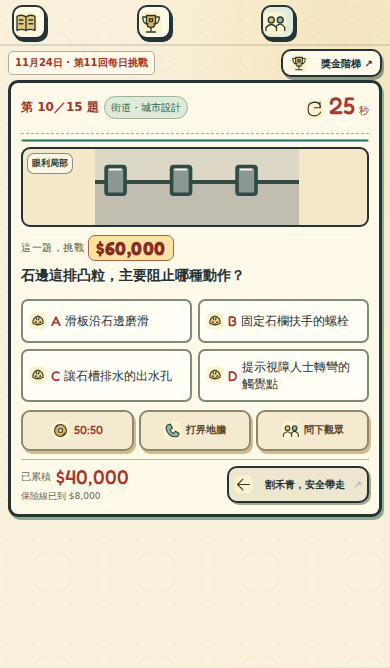 11月24日 · 第11回每日挑戰
獎金階梯 ↗
第 10／15 題
街道·城市設計
25 秒
眼利局部
這一題，挑戰 $60,000
石邊這排凸粒，主要阻止哪種動作？
A 滑板沿石邊磨滑
B 固定石欄扶手的螺栓
C 讓石槽排水的出水孔
D 提示視障人士轉彎的
觸覺點
50:50
打畀地膽
問下觀眾
已累積 $40,000
保險線已到 $8,000
割禾青，安全帶走 ↗